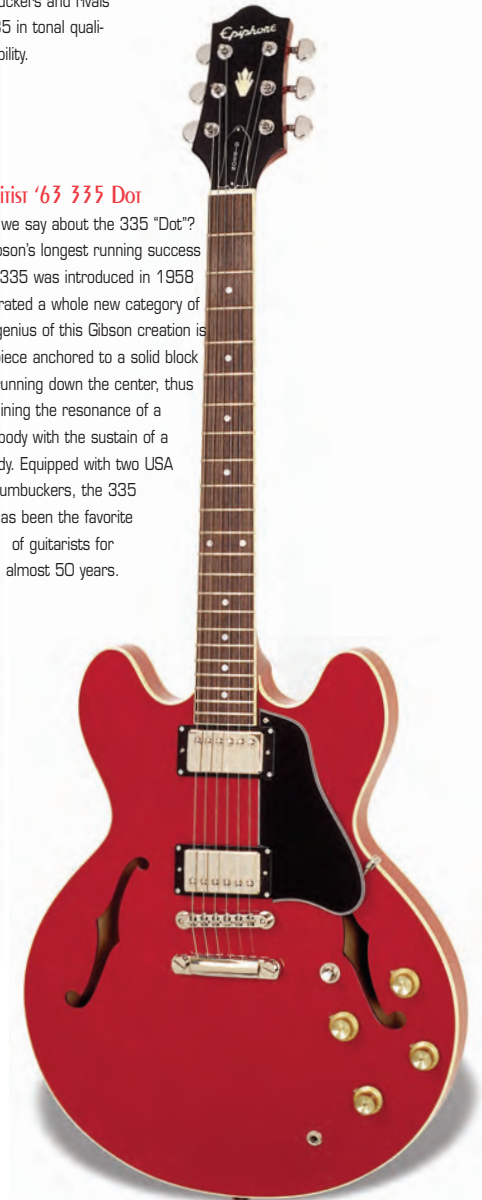 uckers and rivals
35 in tonal quali-
bility.
Epiphone
itist ‘63 335 Dot
we say about the 335 “Dot”?
bson’s longest running success
335 was introduced in 1958
rated a whole new category of
genius of this Gibson creation is
piece anchored to a solid block
running down the center, thus
ining the resonance of a
body with the sustain of a
dy. Equipped with two USA
umbuckers, the 335
as been the favorite
of guitarists for
almost 50 years.